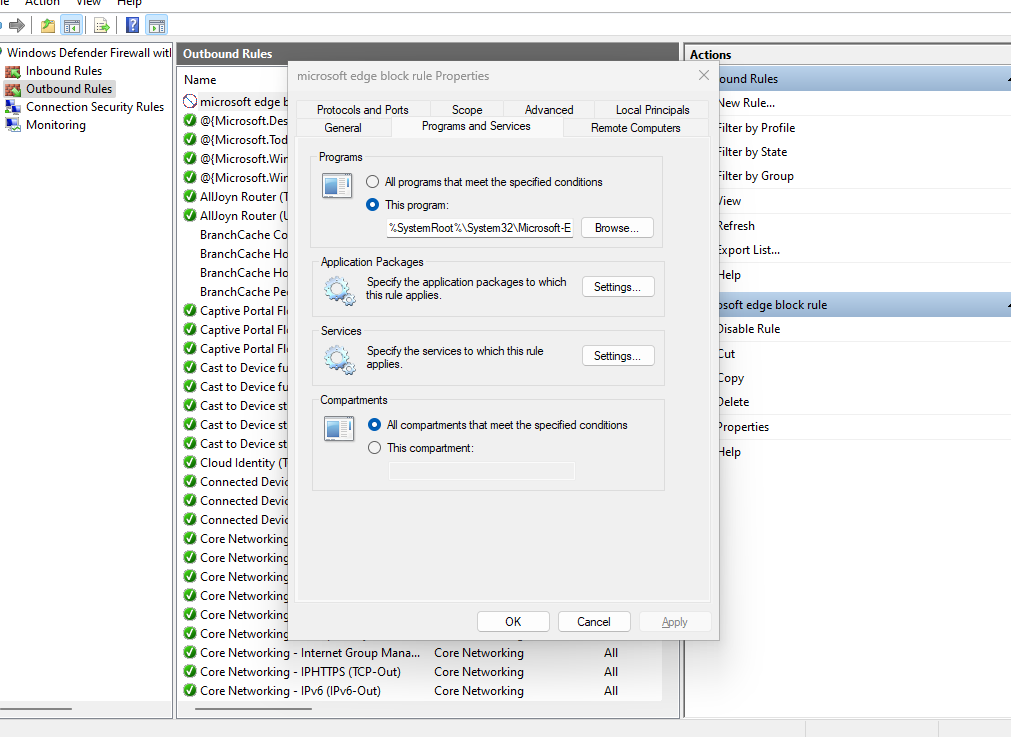 Action View Help
Windows Defender Firewall with
Inbound Rules
Outbound Rules
Connection Security Rules
Monitoring
Outbound Rules
Name
microsoft edge b
@{Microsoft.Des
@{Microsoft.Tod
@{Microsoft.Win
@{Microsoft.Win
AllJoyn Router (T
AllJoyn Router (U
BranchCache Co
BranchCache Ho
BranchCache Ho
BranchCache Pee
Captive Portal Fl
Captive Portal Fl
Captive Portal Fl
Cast to Device fu
Cast to Device fu
Cast to Device st
Cast to Device st
Cast to Device st
Cloud Identity (T
Connected Devic
Connected Devic
Connected Devic
Core Networking
Core Networking
Core Networking
Core Networking
Core Networking
Core Networking
Core Networking - Internet Group Mana... Core Networking All
Core Networking - IPHTTPS (TCP-Out) Core Networking All
Core Networking - IPv6 (IPv6-Out) Core Networking All
microsoft edge block rule Properties
Protocols and Ports Scope Advanced Local Principals
General Programs and Services Remote Computers
Programs
All programs that meet the specified conditions
This program:
%SystemRoot%\System32\Microsoft-E Browse...
Application Packages
Specify the application packages to which
this rule applies.
Settings...
Services
Specify the services to which this rule
applies.
Settings...
Compartments
All compartments that meet the specified conditions
This compartment:
OK Cancel Apply
Actions
ound Rules
New Rule...
Filter by Profile
Filter by State
Filter by Group
View
Refresh
Export List...
Help
osoft edge block rule
Disable Rule
Cut
Copy
Delete
Properties
Help